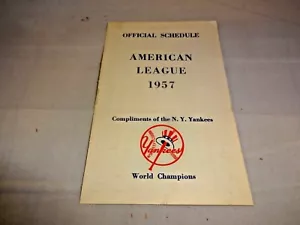 OFFICIAL SCHEDULE
AMERICAN
LEAGUE
1957
Compliments of the N. Y. Yankees
Yankees
World Champions